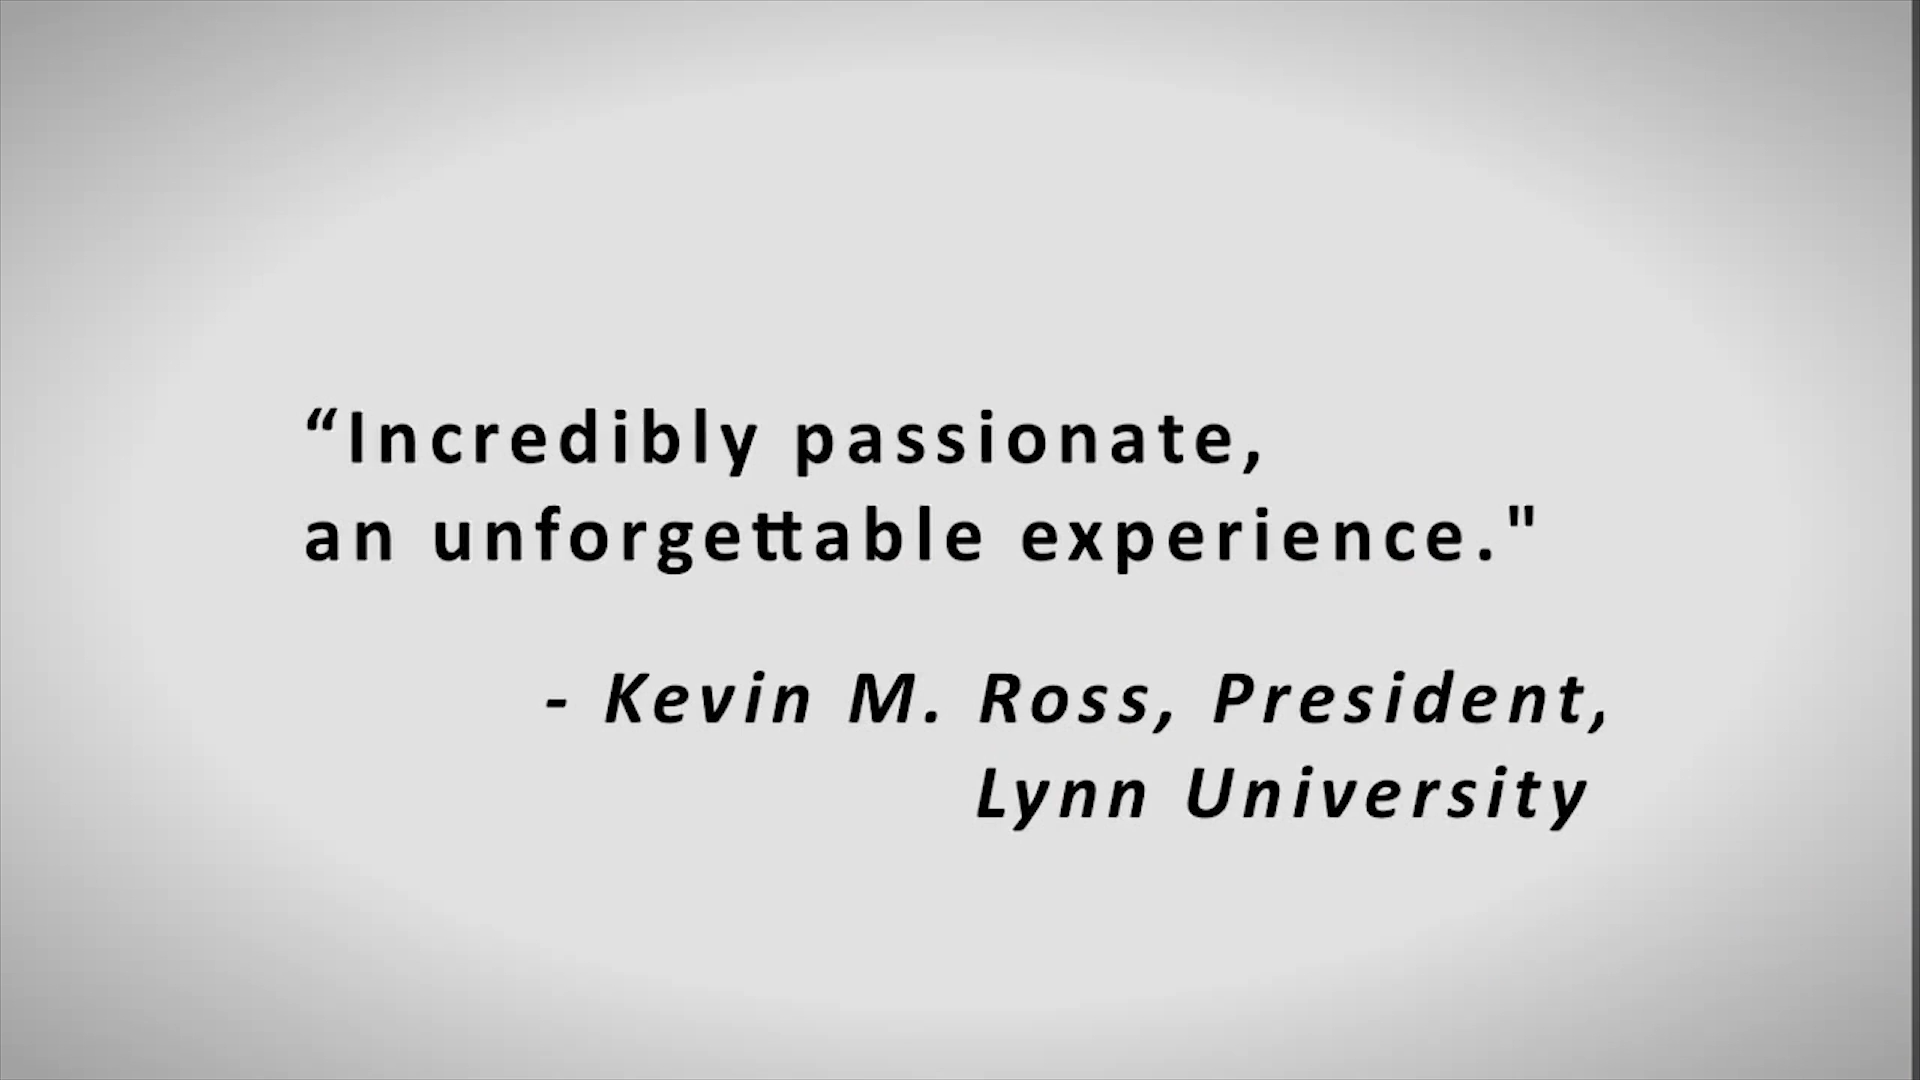 “Incredibly passionate,
an unforgettable experience."
- Kevin M. Ross, President,
Lynn University